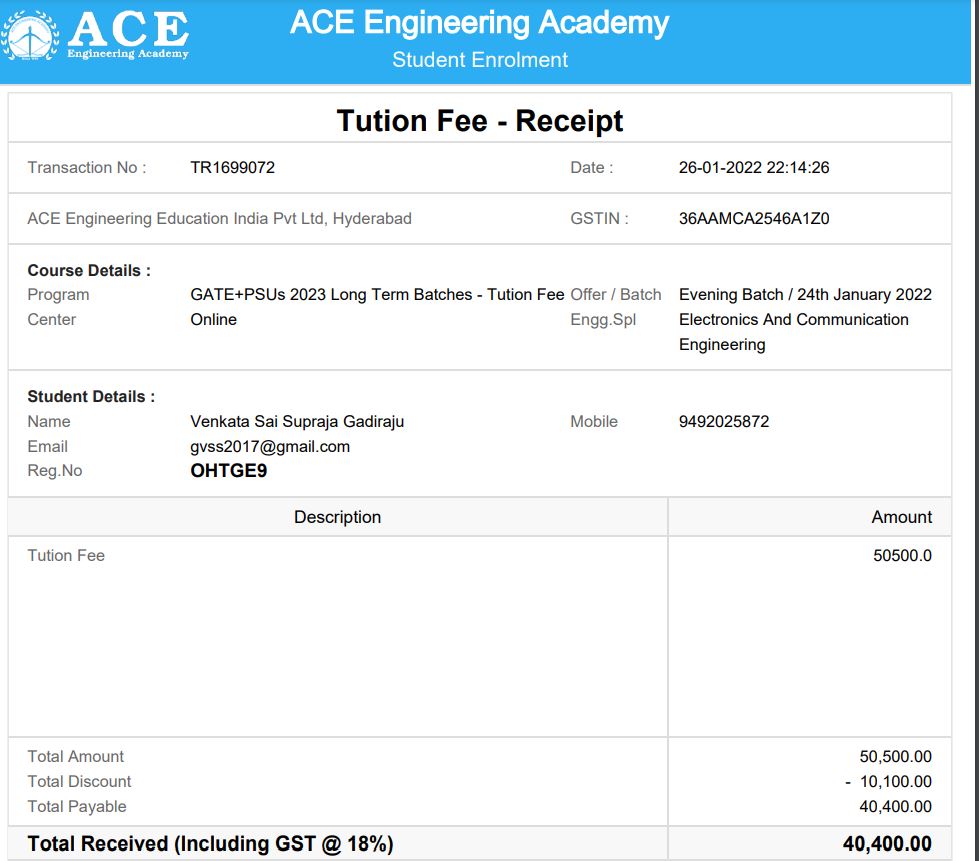 ACE
Engineering Academy
ACE Engineering Academy
Student Enrolment
Tution Fee - Receipt
Transaction No : TR1699072 Date : 26-01-2022 22:14:26
ACE Engineering Education India Pvt Ltd, Hyderabad GSTIN : 36AAMCA2546A1Z0
Course Details :
Program GATE+PSUs 2023 Long Term Batches - Tution Fee Offer / Batch Evening Batch / 24th January 2022
Center Online Engg.Spl Electronics And Communication
Engineering
Student Details :
Name Venkata Sai Supraja Gadiraju Mobile 9492025872
Email gvss2017@gmail.com
Reg.No OHTGE9
Description Amount
Tution Fee 50500.0
Total Amount 50,500.00
Total Discount - 10,100.00
Total Payable 40,400.00
Total Received (Including GST @ 18%) 40,400.00